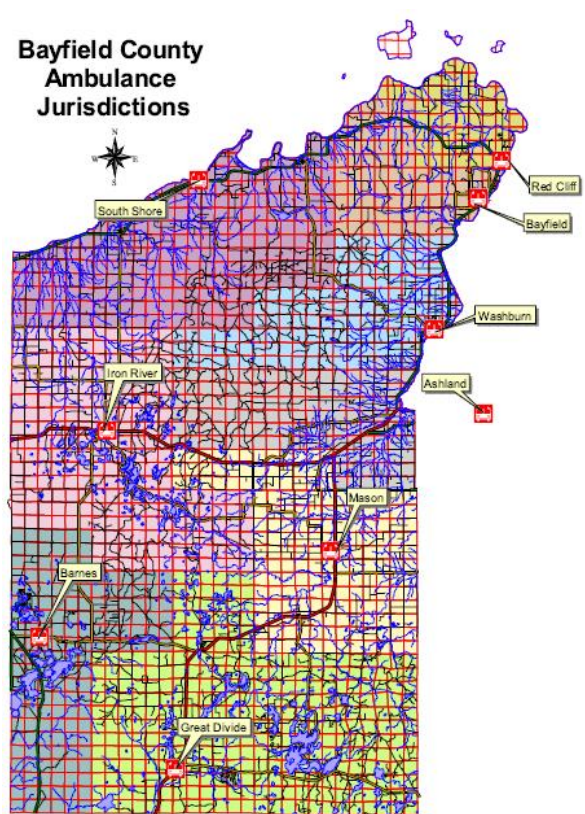 Bayfield County
Ambulance
Jurisdictions
N
W E
S
Red Cliff
South Shore
Bayfield
Washburn
Iron River
Ashland
Mason
Barnes
Great Divide